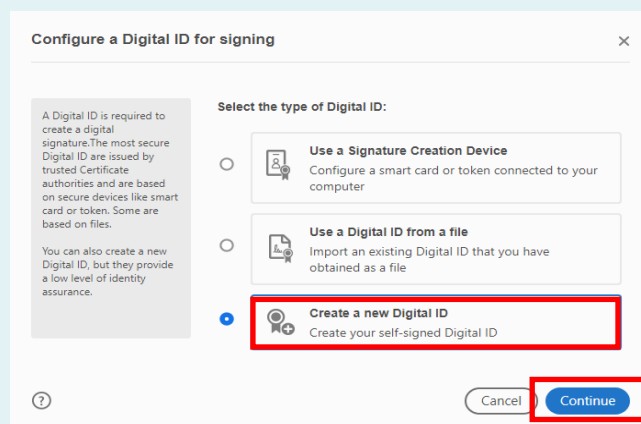 Configure a Digital ID for signing
A Digital ID is required to
create a digital
signature.The most secure
Digital ID are issued by
trusted Certificate
authorities and are based
on secure devices like smart
card or token. Some are
based on files.
You can also create a new
Digital ID, but they provide
a low level of identity
assurance.
Select the type of Digital ID:
Use a Signature Creation Device
Configure a smart card or token connected to your
computer
Use a Digital ID from a file
Import an existing Digital ID that you have
obtained as a file
Create a new Digital ID
Create your self-signed Digital ID
?
Cancel
Continue